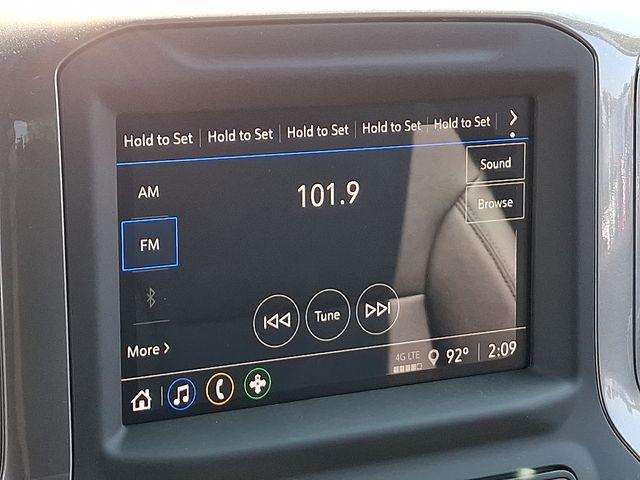 Hold to Set Hold to Set Hold to Set Hold to Set Hold to Set >
AM 101.9 Sound
FM Browse
Tune
More >
4G LTE 92° 2:09